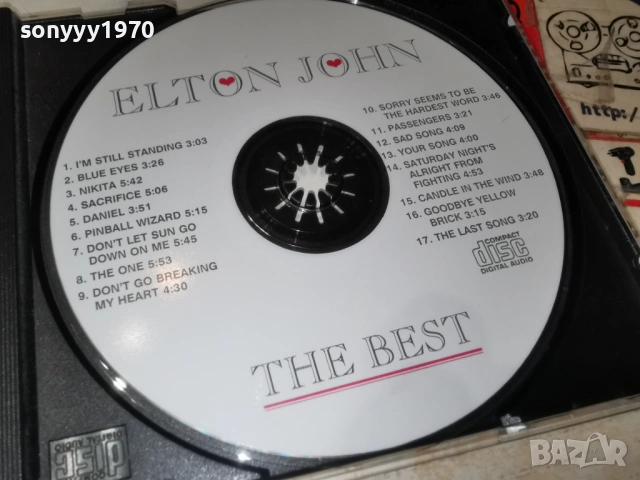 sonyyy1970
ELTON JOHN
1. I'M STILL STANDING 3:03
2. BLUE EYES 3:26
3. NIKITA 5:42
4. SACRIFICE 5:06
5. DANIEL 3:51
6. PINBALL WIZARD 5:15
7. DON'T LET SUN GO
DOWN ON ME 5:45
8. THE ONE 5:53
9. DON'T GO BREAKING
MY HEART 4:30
10. SORRY SEEMS TO BE
THE HARDEST WORD 3:46
11. PASSENGERS 3:21
12. SAD SONG 4:09
13. YOUR SONG 4:00
14. SATURDAY NIGHT'S
ALRIGHT FROM
FIGHTING 4:53
15. CANDLE IN THE WIND 3:48
16. GOODBYE YELLOW
BRICK 3:15
17. THE LAST SONG 3:20
COMPACT
disc
DIGITAL AUDIO
THE BEST
http:/
disc
BAZAR
bg